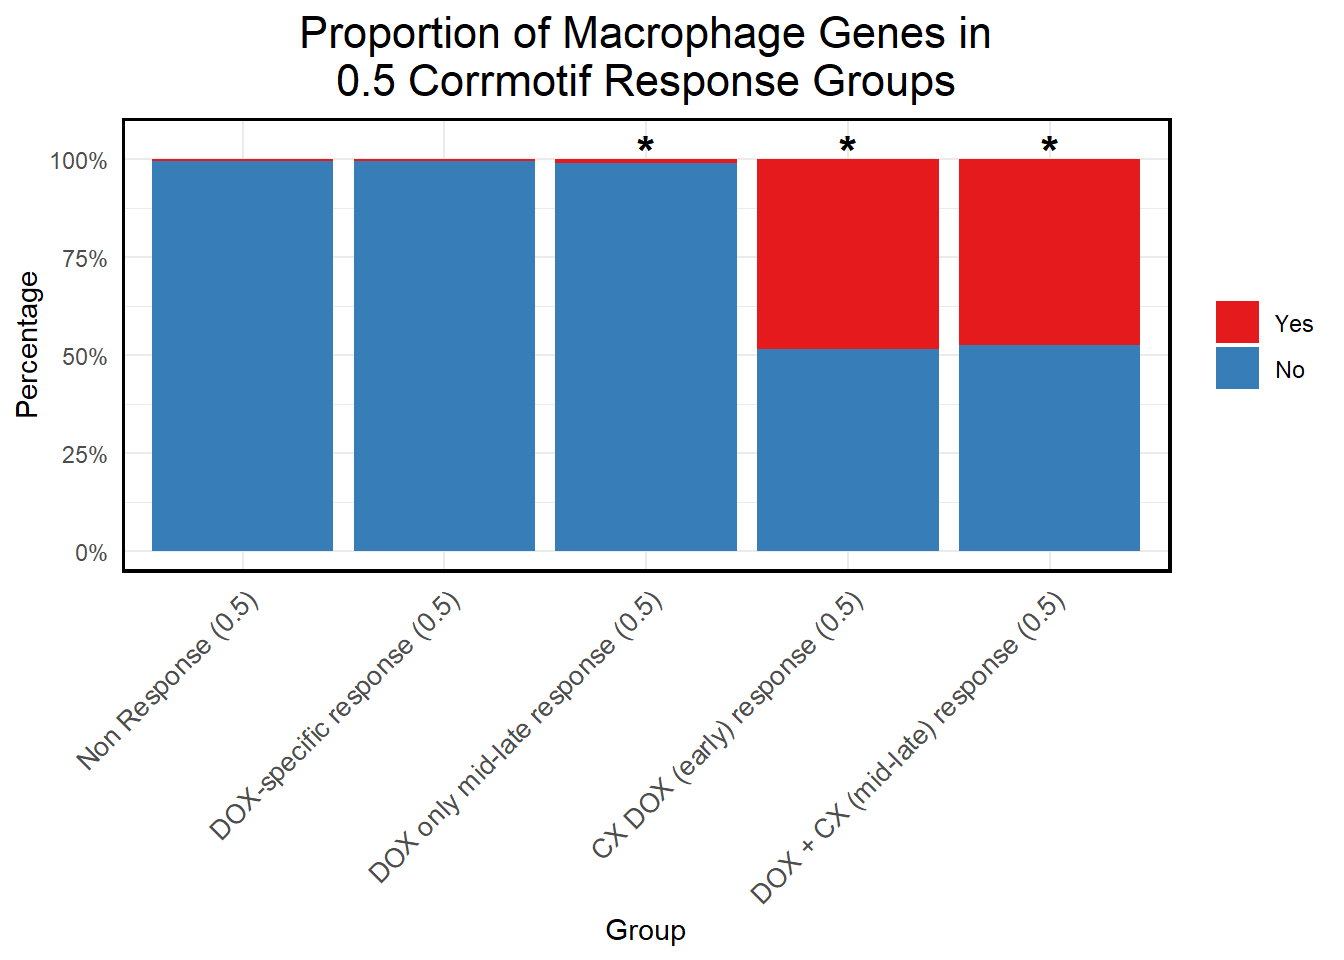 Proportion of Macrophage Genes in
0.5 Corrmotif Response Groups
* * *
100%
75%
50%
25%
0%
Percentage
Yes
No
Non Response (0.5)
DOX-specific response (0.5)
DOX only mid-late response (0.5)
CX DOX (early) response (0.5)
DOX + CX (mid-late) response (0.5)
Group